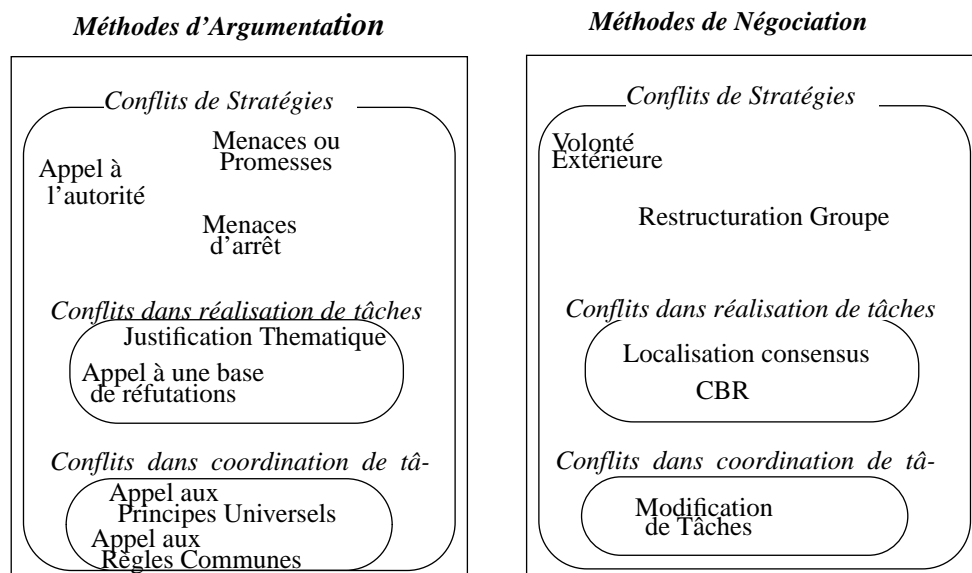 Méthodes d'Argumentation
Conflits de Stratégies
Menaces ou
Promesses
Appel à
l'autorité
Menaces
d'arrêt
Conflits dans réalisation de tâches
Justification Thematique
Appel à une base
de réfutations
Conflits dans coordination de tâ-
Appel aux
Principes Universels
Appel aux
Règles Communes
Méthodes de Négociation
Conflits de Stratégies
Volonté
Extérieure
Restructuration Groupe
Conflits dans réalisation de tâches
Localisation consensus
CBR
Conflits dans coordination de tâ-
Modification
de Tâches